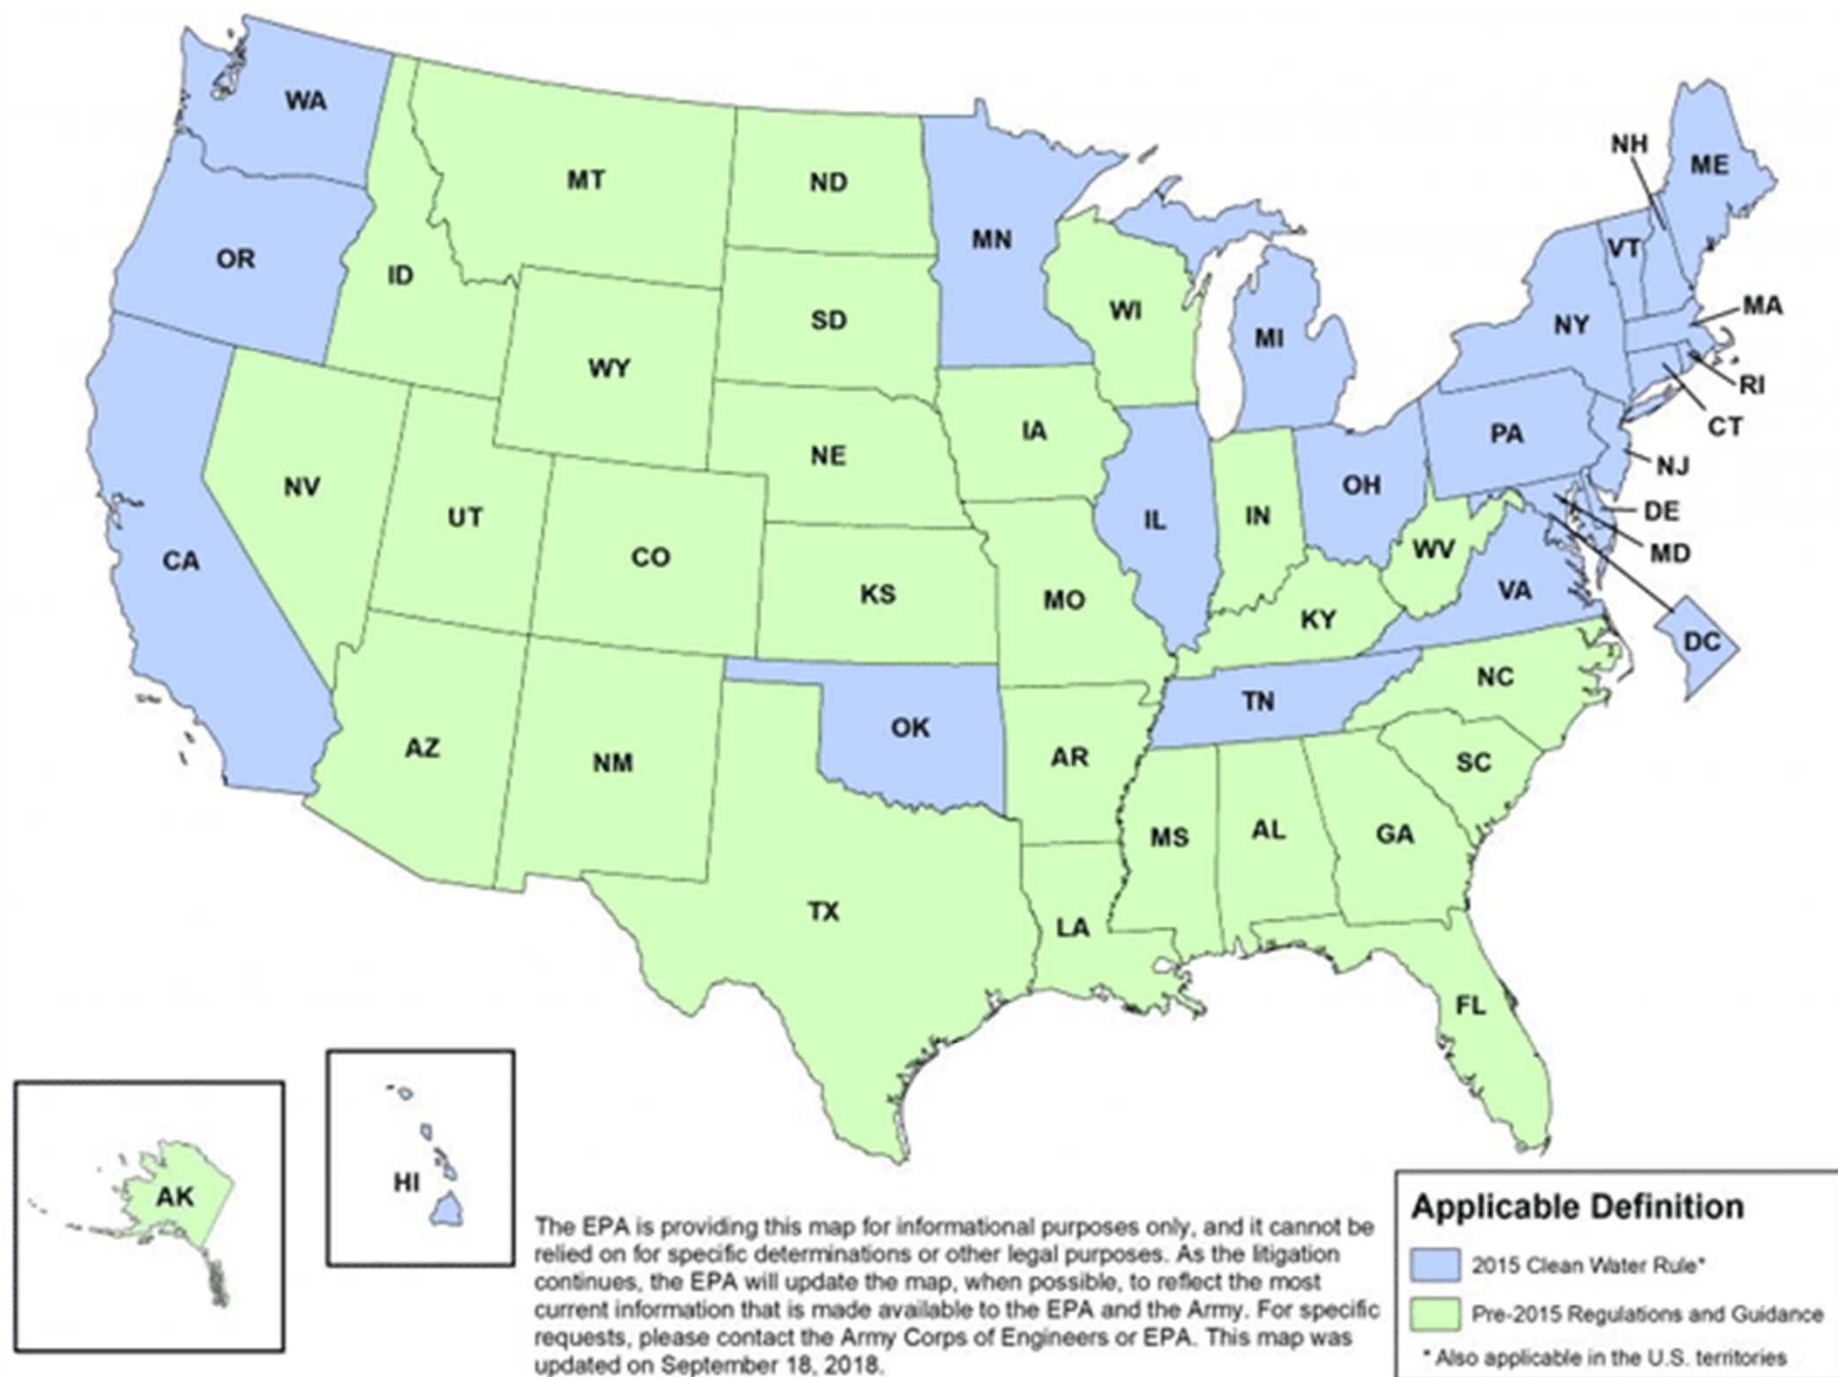 WA
MT
ND
MN
NH
ME
VT
OR
ID
SD
WI
MI
NY
MA
WY
RI
IA
PA
CT
NE
NJ
NV
UT
OH
IL
IN
DE
CO
WV
MD
CA
KS
MO
KY
VA
DC
NC
TN
OK
AZ
NM
AR
SC
MS
AL
GA
TX
LA
FL
AK
HI
The EPA is providing this map for informational purposes only, and it cannot be
relied on for specific determinations or other legal purposes. As the litigation
continues, the EPA will update the map, when possible, to reflect the most
current information that is made available to the EPA and the Army. For specific
requests, please contact the Army Corps of Engineers or EPA. This map was
updated on September 18, 2018.
Applicable Definition
2015 Clean Water Rule*
Pre-2015 Regulations and Guidance
* Also applicable in the U.S. territories